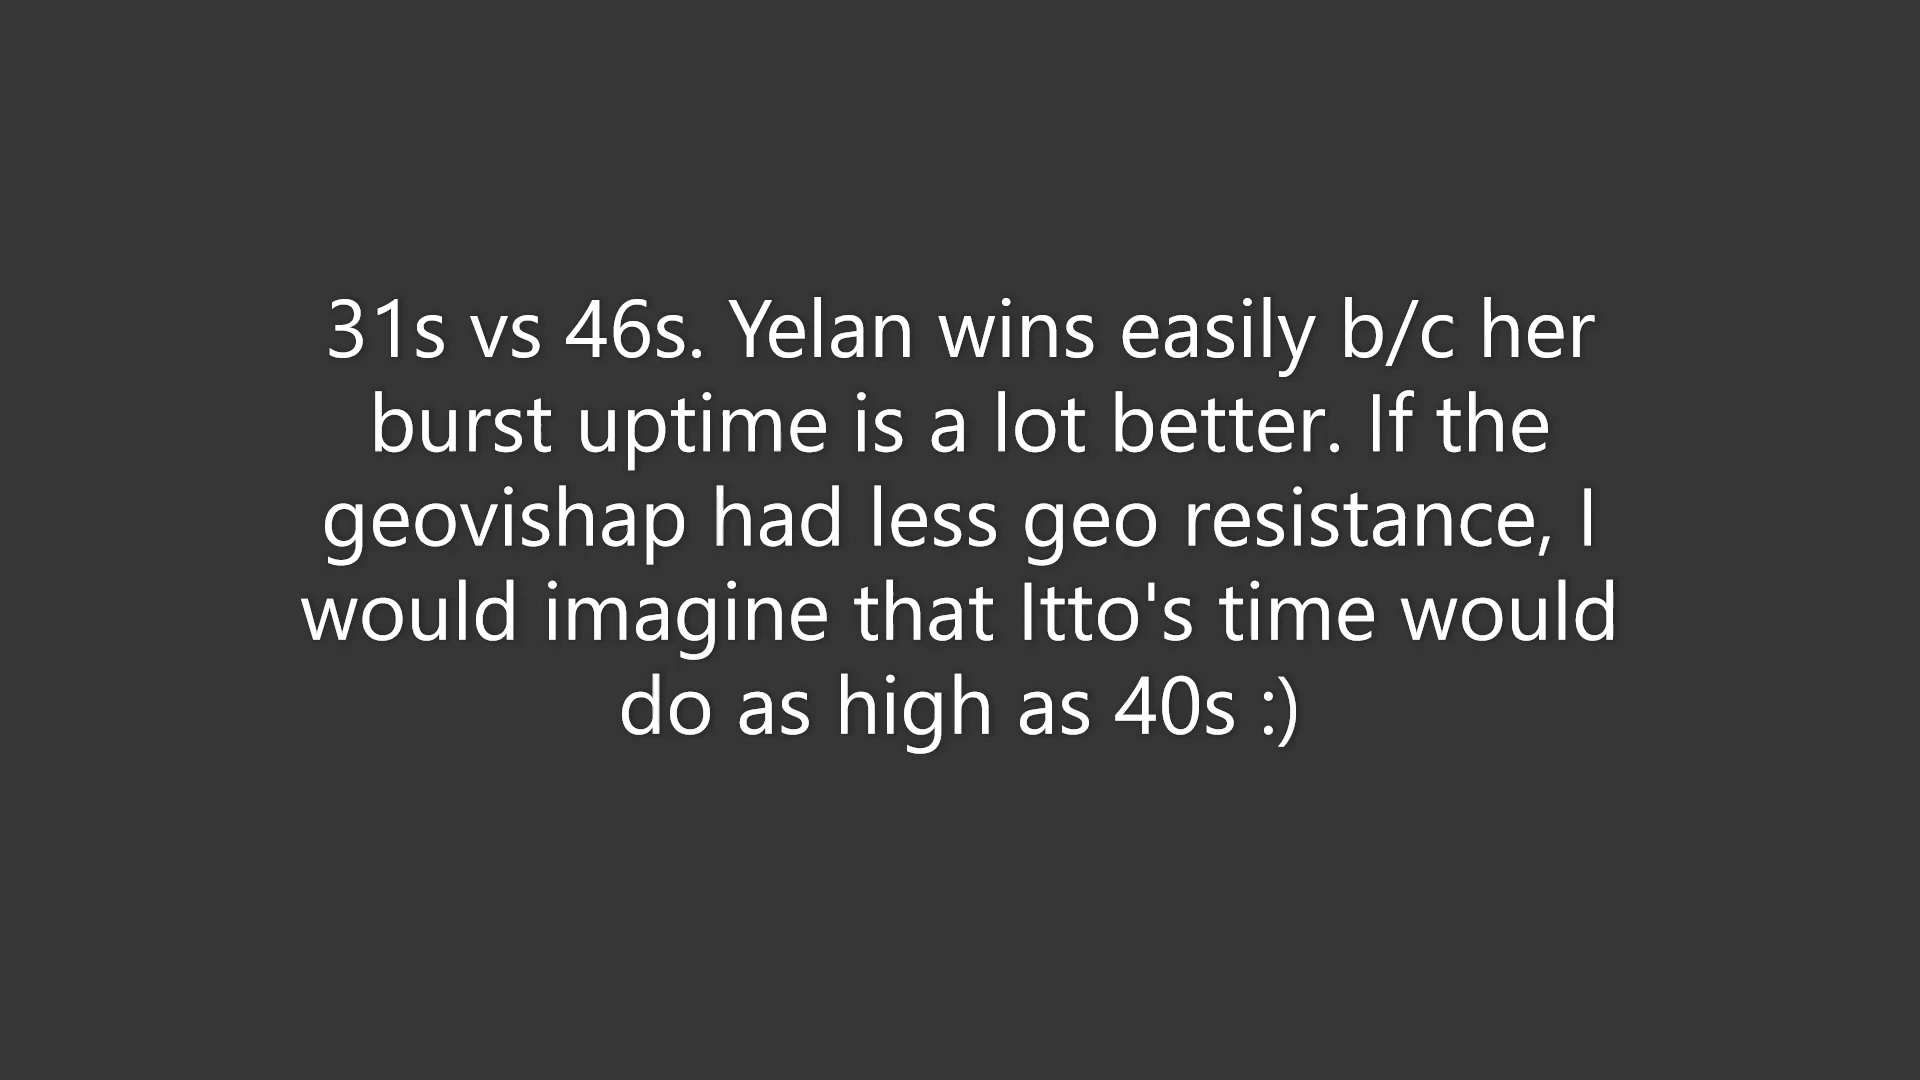 31s vs 46s. Yelan wins easily b/c her
burst uptime is a lot better. If the
geovishap had less geo resistance, I
would imagine that Itto's time would
do as high as 40s :)